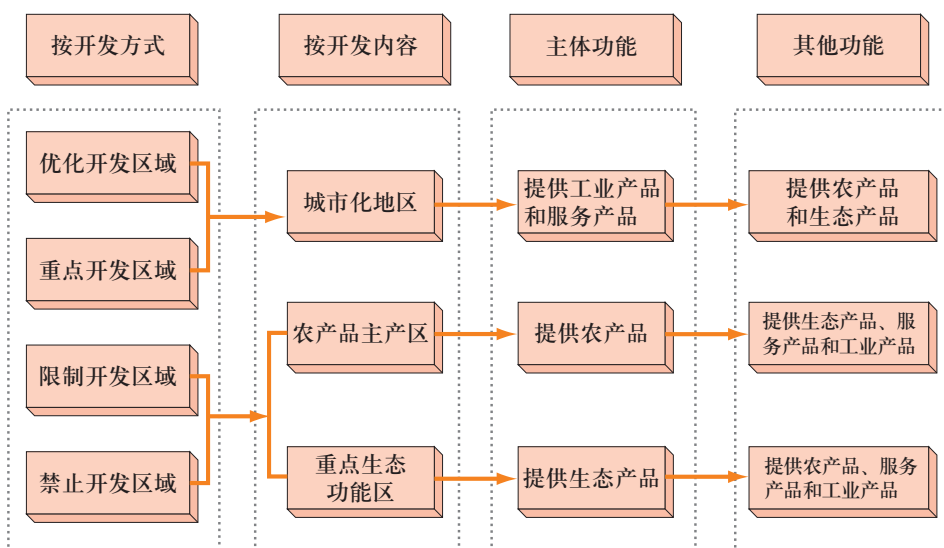 按开发方式
按开发内容
主体功能
其他功能
优化开发区域
重点开发区域
限制开发区域
禁止开发区域
城市化地区
农产品主产区
重点生态
功能区
提供工业产品
和服务产品
提供农产品
提供生态产品
提供农产品
和生态产品
提供生态产品、服
务产品和工业产品
提供农产品、服务
产品和工业产品